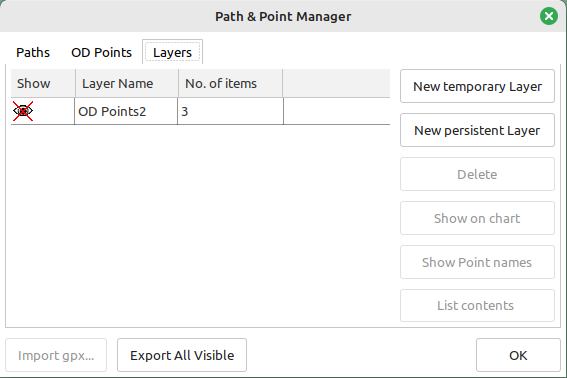 Path & Point Manager
Paths OD Points Layers
Show Layer Name No. of items
OD Points2 3
New temporary Layer
New persistent Layer
Delete
Show on chart
Show Point names
List contents
Import gpx... Export All Visible OK